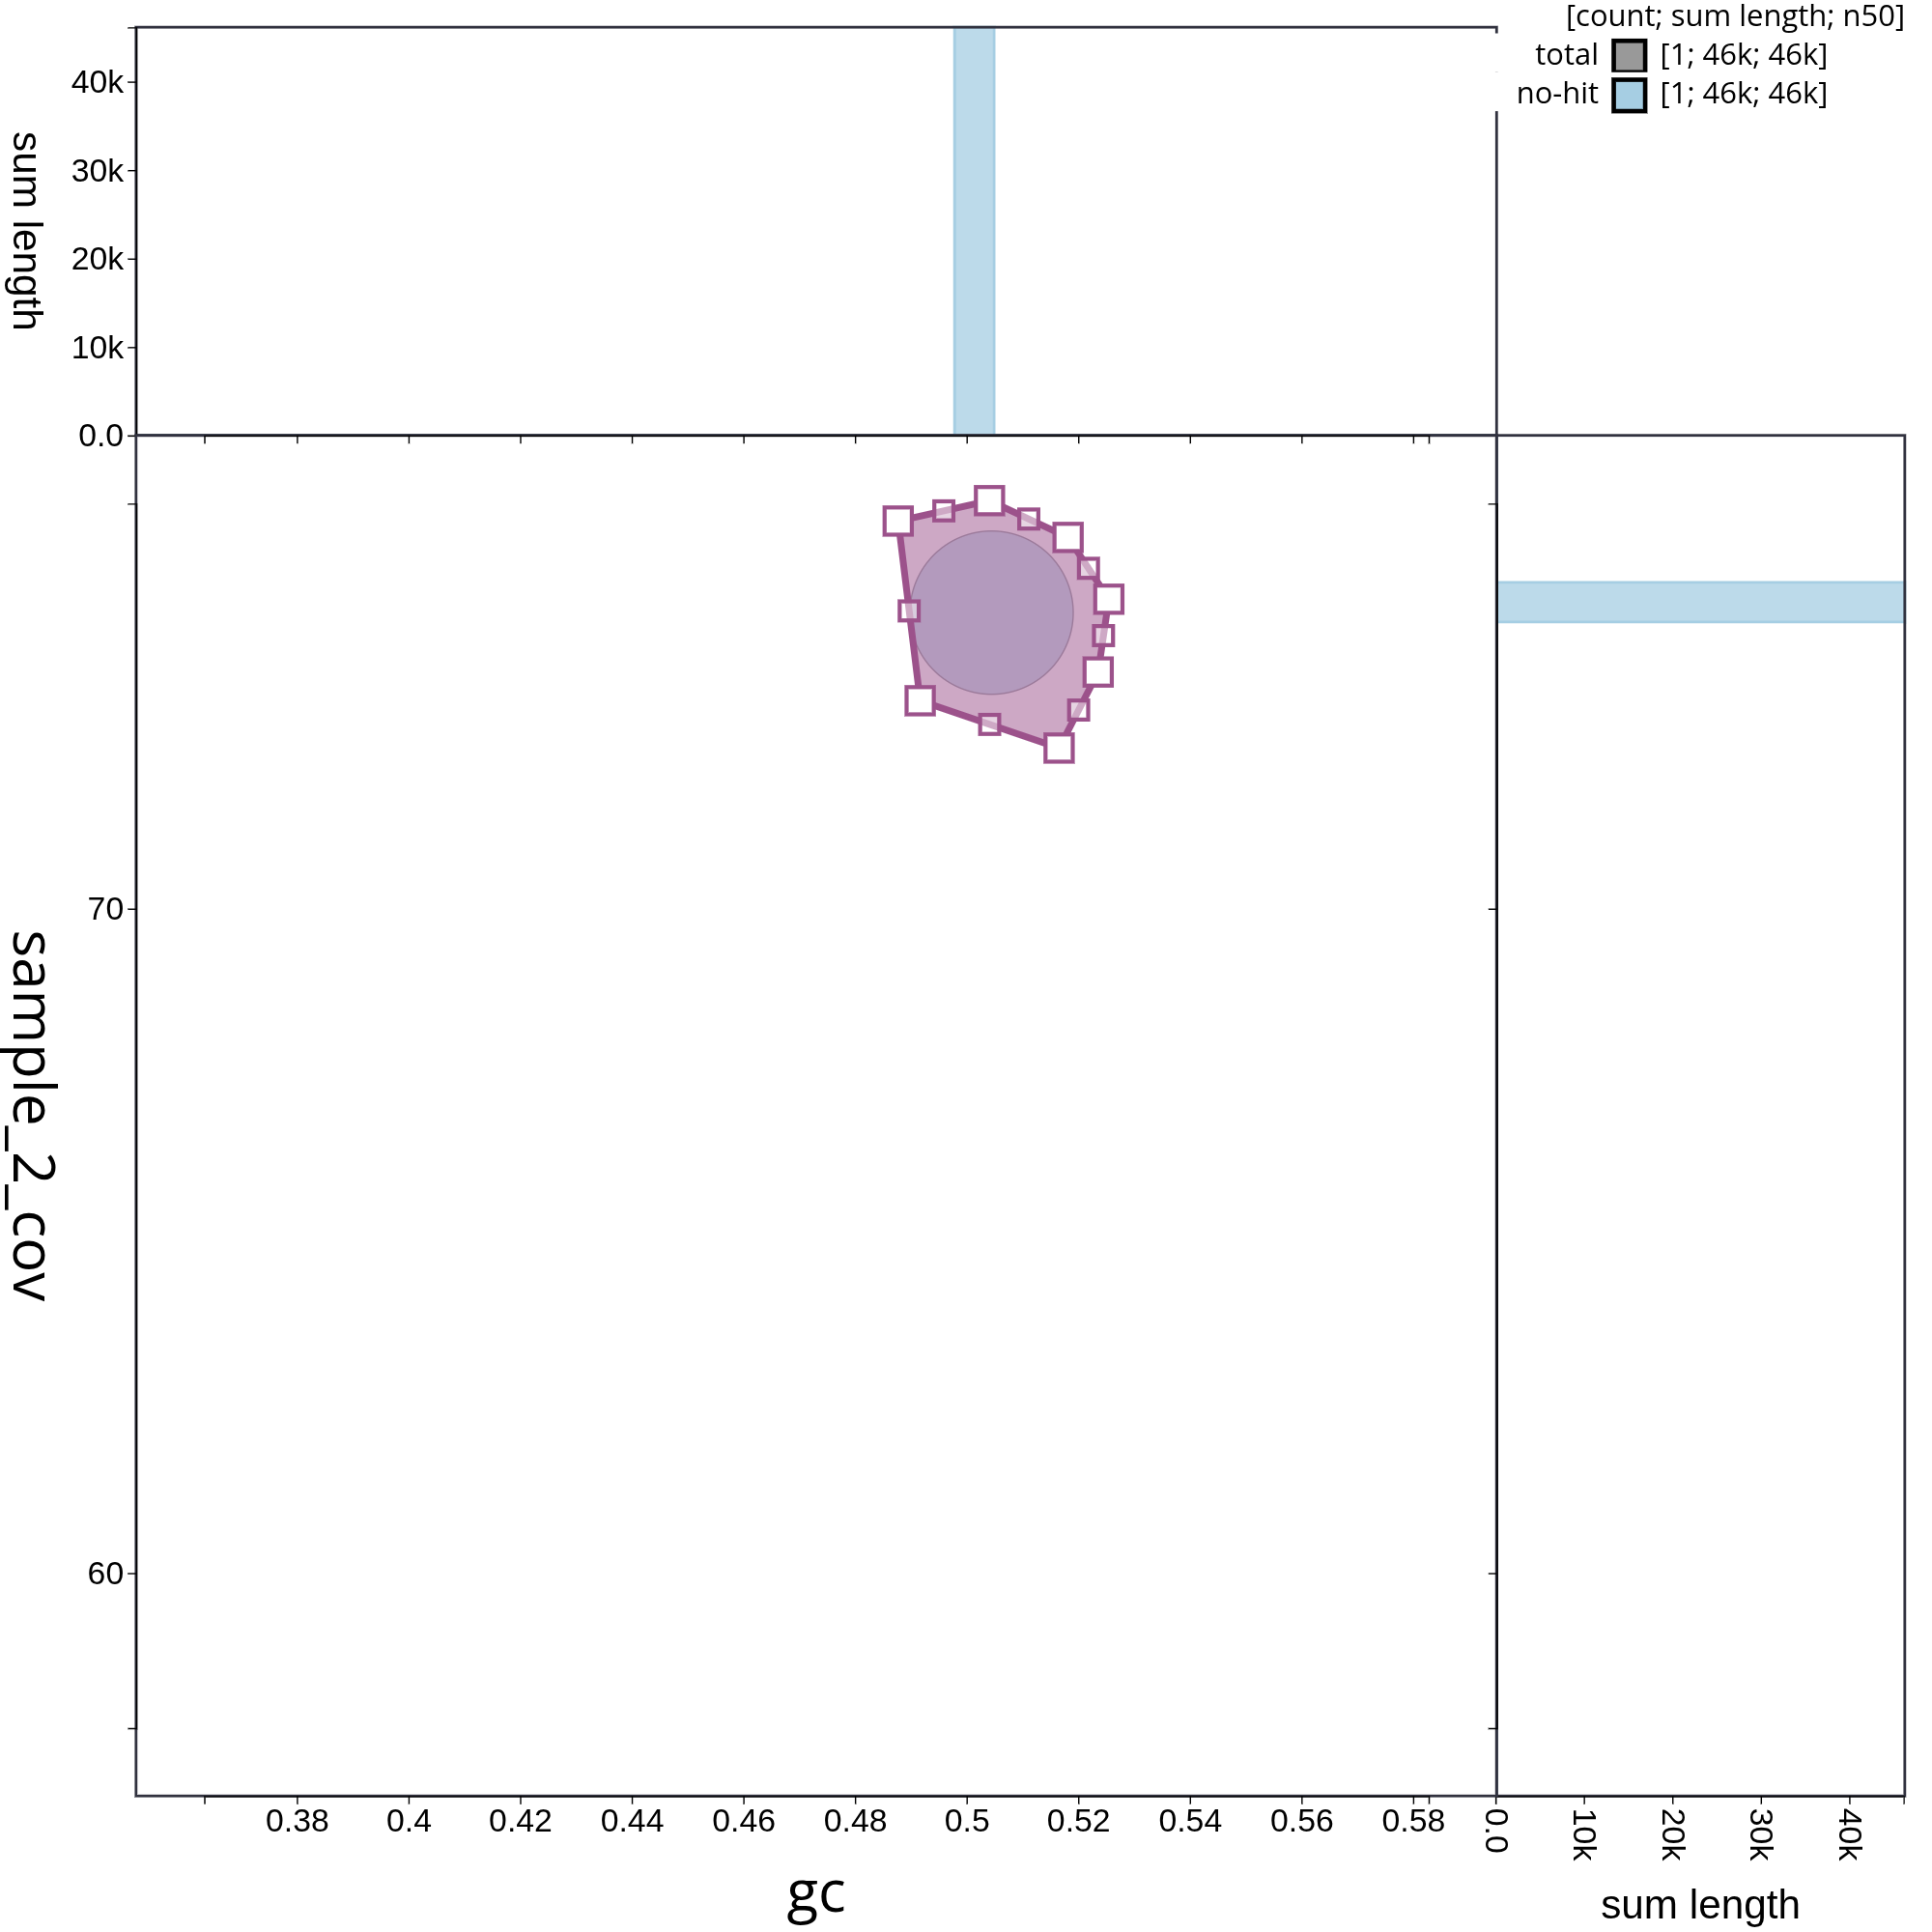 [count; sum length; n50]
total [1; 46k; 46k]
no-hit [1; 46k; 46k]
sum length
40k
30k
20k
10k
0.0
sample_2_cov
70
60
0.38 0.4 0.42 0.44 0.46 0.48 0.5 0.52 0.54 0.56 0.58
gc
0.0 10k 20k 30k 40k
sum length